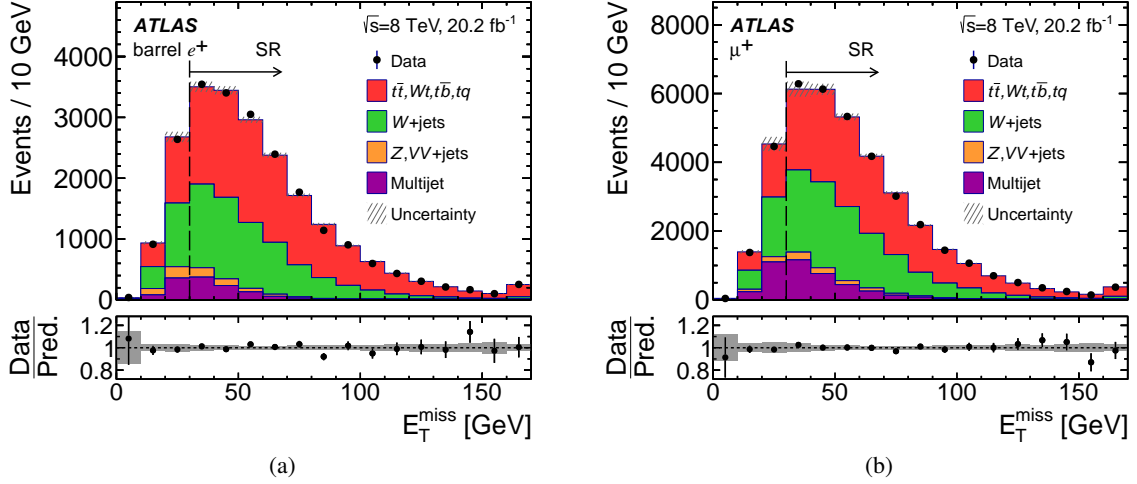 Events / 10 GeV
4000
3000
2000
1000
0
ATLAS
barrel e⁺
√s=8 TeV, 20.2 fb⁻¹
SR
Data
tt̄,Wt,tb̄,tq
W+jets
Z,VV+jets
Multijet
Uncertainty
Data
Pred.
1.2
1
0.8
0 50 100 150
E_T^miss [GeV]
(a)
Events / 10 GeV
8000
6000
4000
2000
0
ATLAS
μ⁺
√s=8 TeV, 20.2 fb⁻¹
SR
Data
tt̄,Wt,tb̄,tq
W+jets
Z,VV+jets
Multijet
Uncertainty
Data
Pred.
1.2
1
0.8
0 50 100 150
E_T^miss [GeV]
(b)